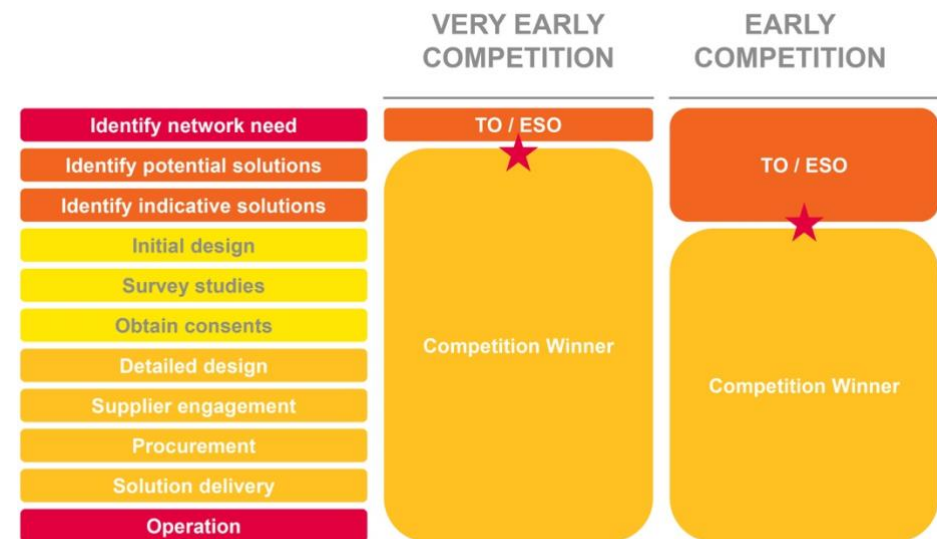 VERY EARLY
COMPETITION
EARLY
COMPETITION
Identify network need
Identify potential solutions
Identify indicative solutions
Initial design
Survey studies
Obtain consents
Detailed design
Supplier engagement
Procurement
Solution delivery
Operation
TO / ESO
Competition Winner
TO / ESO
Competition Winner